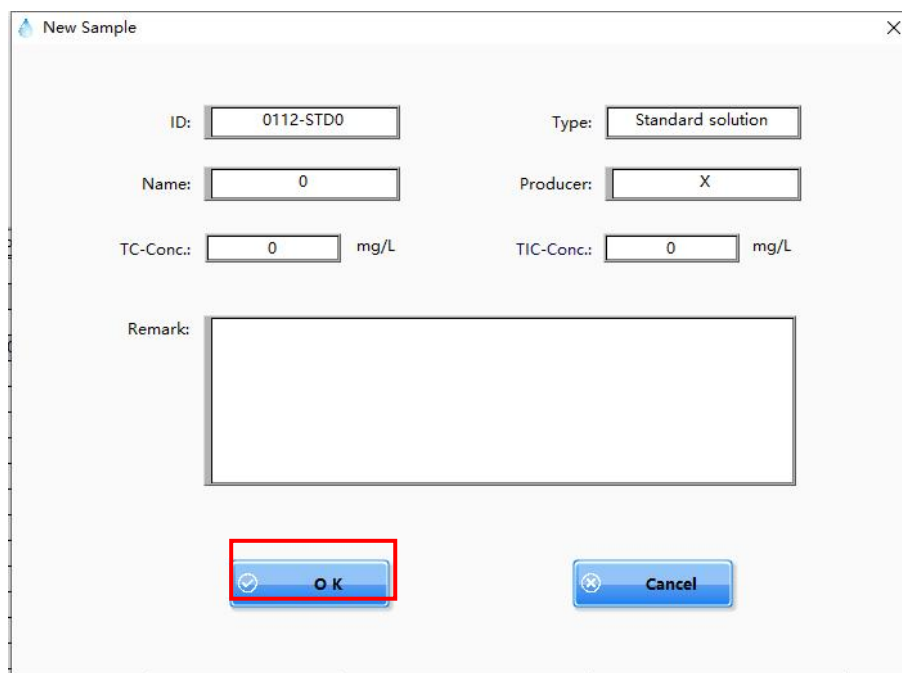 New Sample
ID: 0112-STD0 Type: Standard solution
Name: 0 Producer: X
TC-Conc.: 0 mg/L TIC-Conc.: 0 mg/L
Remark:
O K Cancel